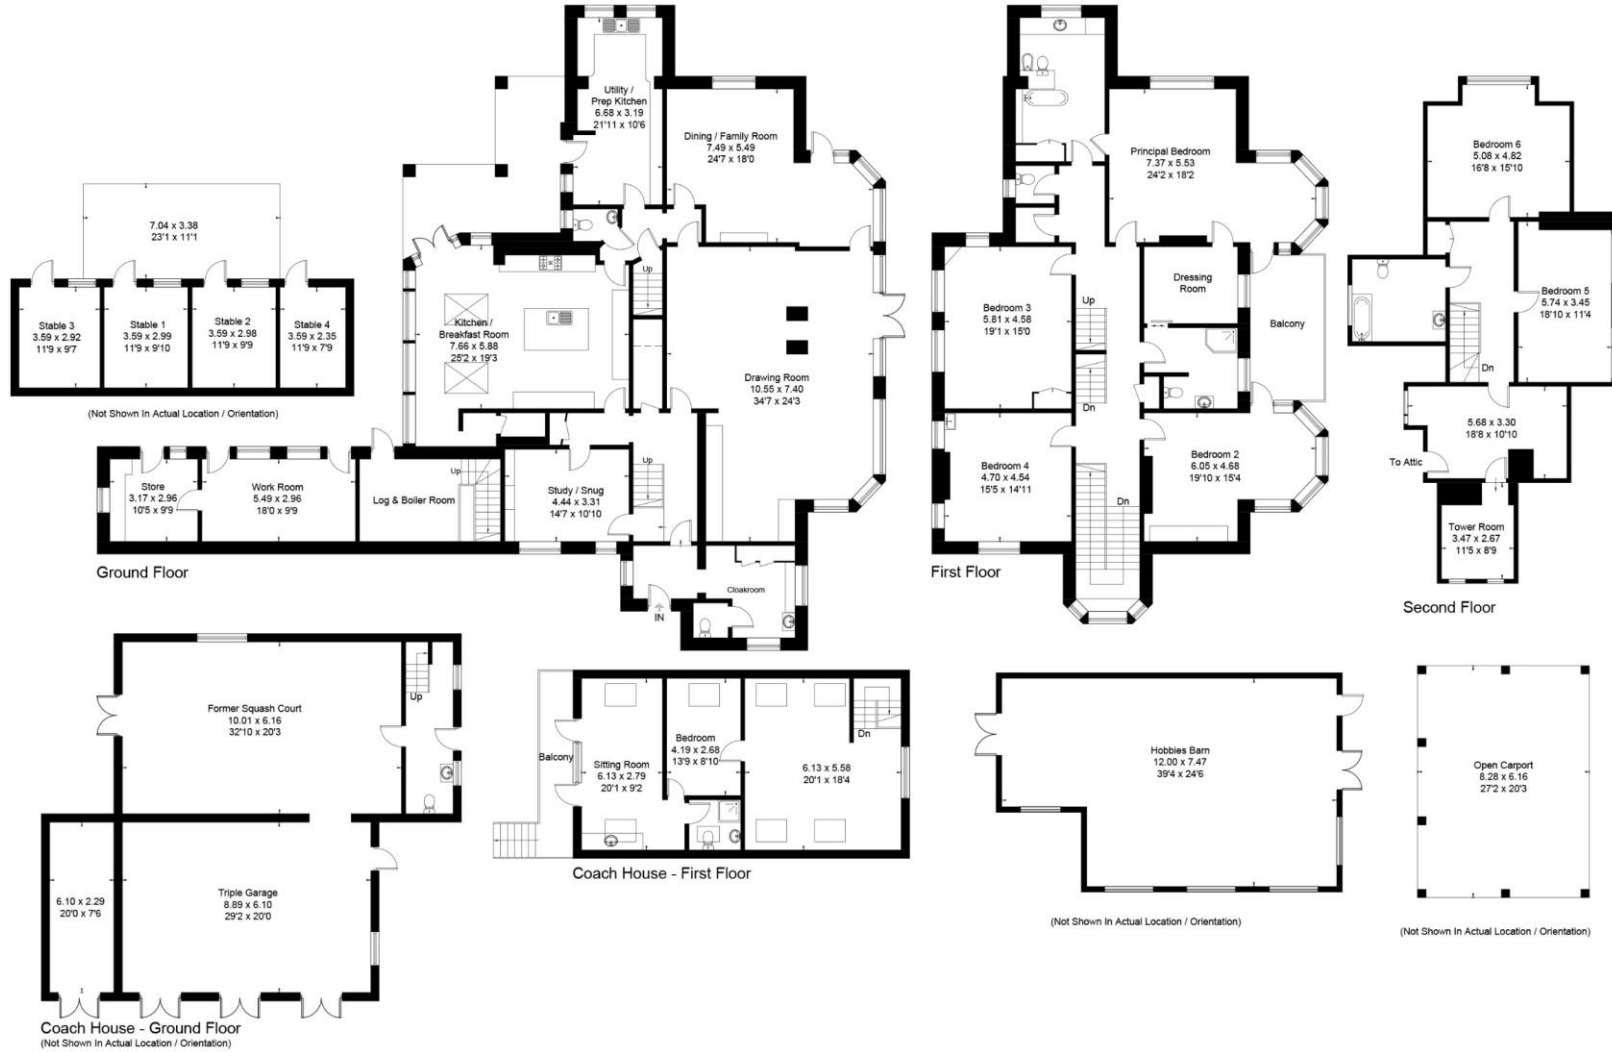 Utility /
Prep Kitchen
6.68 x 3.19
21'11 x 10'6
Dining / Family Room
7.49 x 5.49
24'7 x 18'0
7.04 x 3.38
23'1 x 11'1
Stable 3
3.59 x 2.92
11'9 x 9'7
Stable 1
3.59 x 2.99
11'9 x 9'10
Stable 2
3.59 x 2.98
11'9 x 9'9
Stable 4
3.59 x 2.35
11'9 x 7'9
(Not Shown In Actual Location / Orientation)
Up
Kitchen /
Breakfast Room
7.66 x 5.88
25'2 x 19'3
Drawing Room
10.55 x 7.40
34'7 x 24'3
Store
3.17 x 2.96
10'5 x 9'9
Work Room
5.49 x 2.96
18'0 x 9'9
Log & Boiler Room
Up
Study / Snug
4.44 x 3.31
14'7 x 10'10
Up
Cloakroom
IN
Ground Floor
Principal Bedroom
7.37 x 5.53
24'2 x 18'2
Bedroom 3
5.81 x 4.58
19'1 x 15'0
Up
Dn
Dressing
Room
Balcony
Bedroom 4
4.70 x 4.54
15'5 x 14'11
Dn
Bedroom 2
6.05 x 4.68
19'10 x 15'4
First Floor
Bedroom 6
5.08 x 4.82
16'8 x 15'10
Bedroom 5
5.74 x 3.45
18'10 x 11'4
Dn
5.68 x 3.30
18'8 x 10'10
To Attic
Tower Room
3.47 x 2.67
11'5 x 8'9
Second Floor
Former Squash Court
10.01 x 6.16
32'10 x 20'3
Up
6.10 x 2.29
20'0 x 7'6
Triple Garage
8.89 x 6.10
29'2 x 20'0
Coach House - Ground Floor
(Not Shown In Actual Location / Orientation)
Balcony
Sitting Room
6.13 x 2.79
20'1 x 9'2
Bedroom
4.19 x 2.68
13'9 x 8'10
6.13 x 5.58
20'1 x 18'4
Dn
Coach House - First Floor
Hobbies Barn
12.00 x 7.47
39'4 x 24'6
(Not Shown In Actual Location / Orientation)
Open Carport
8.28 x 6.16
27'2 x 20'3
(Not Shown In Actual Location / Orientation)